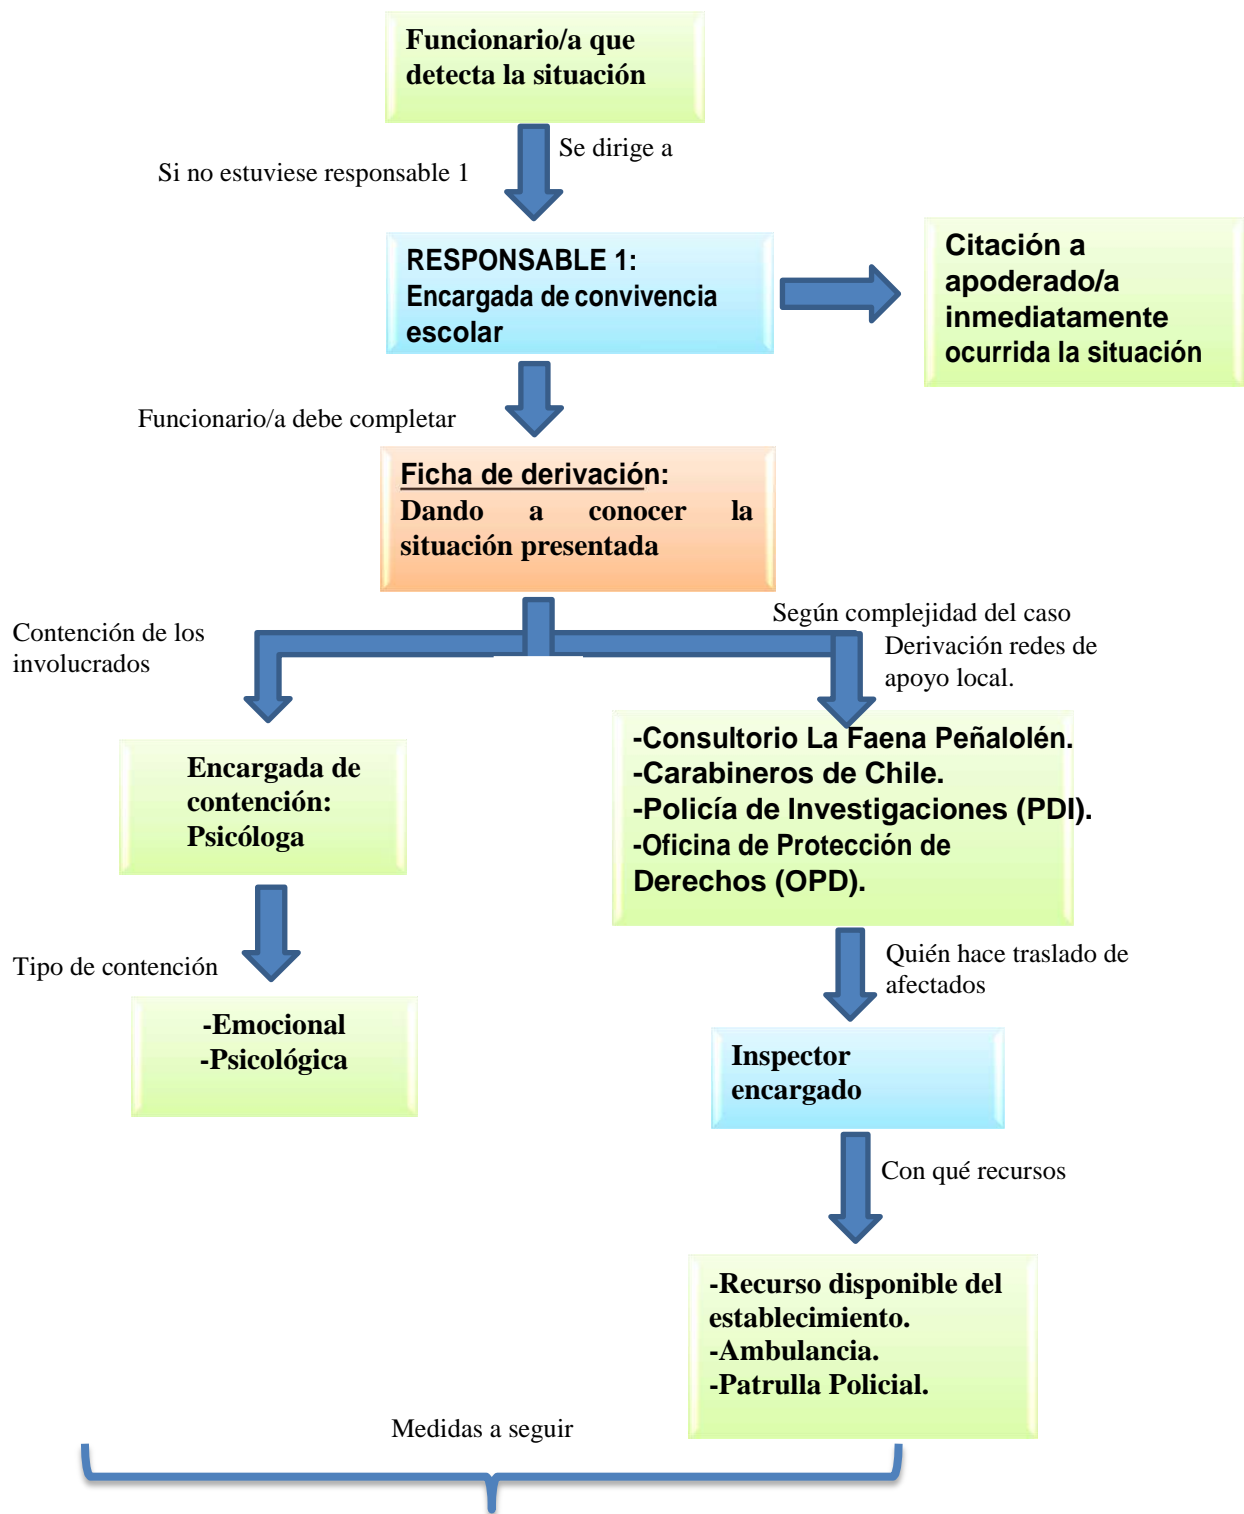 Funcionario/a que
detecta la situación
Se dirige a
Si no estuviese responsable 1
RESPONSABLE 1:
Encargada de convivencia
escolar
Citación a
apoderado/a
inmediatamente
ocurrida la situación
Funcionario/a debe completar
Ficha de derivación:
Dando a conocer la
situación presentada
Contención de los
involucrados
Según complejidad del caso
Derivación redes de
apoyo local.
Encargada de
contención:
Psicóloga
-Consultorio La Faena Peñalolén.
-Carabineros de Chile.
-Policía de Investigaciones (PDI).
-Oficina de Protección de
Derechos (OPD).
Tipo de contención
Quién hace traslado de
afectados
-Emocional
-Psicológica
Inspector
encargado
Con qué recursos
-Recurso disponible del
establecimiento.
-Ambulancia.
-Patrulla Policial.
Medidas a seguir